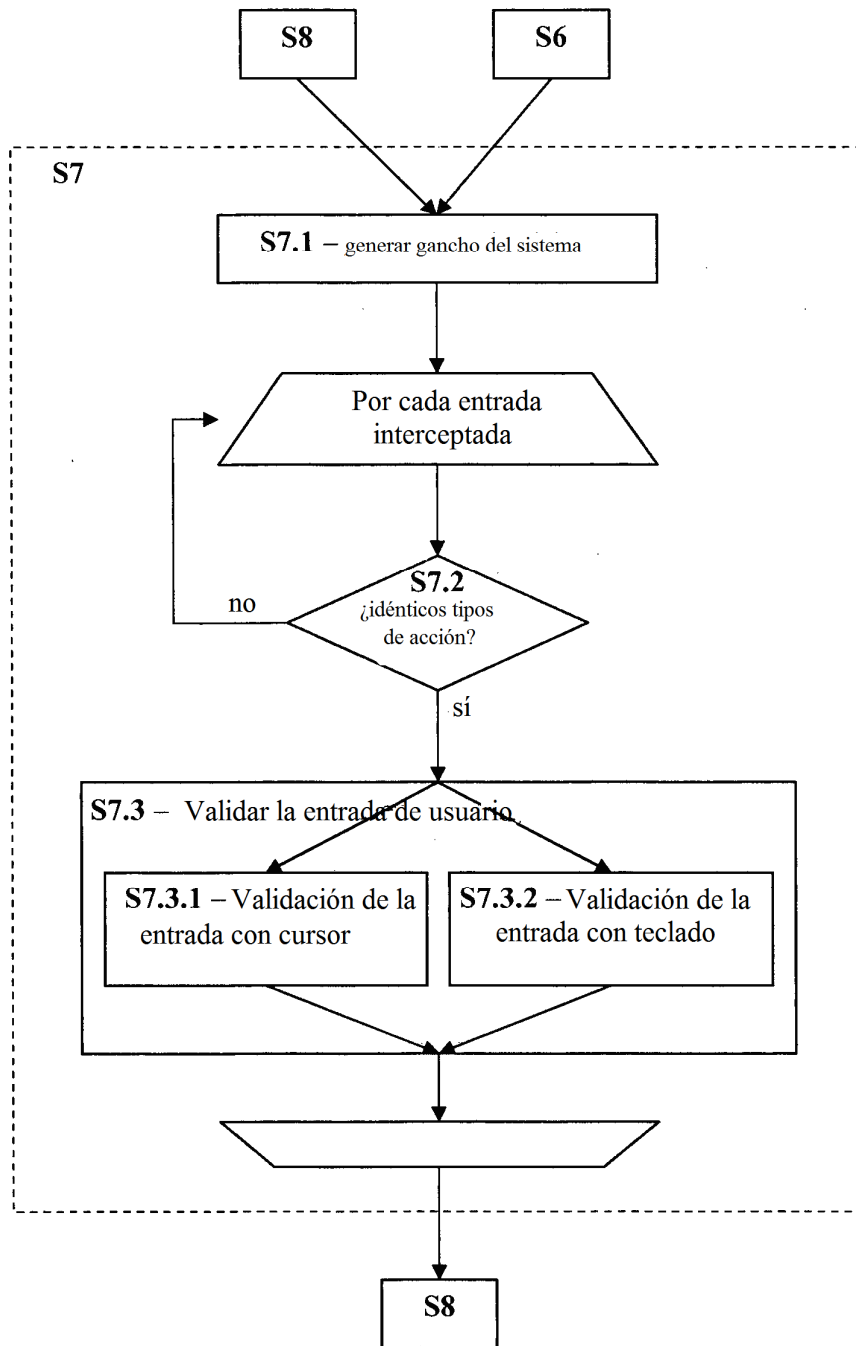 S8
S6
S7
S7.1 – generar gancho del sistema
Por cada entrada
interceptada
S7.2
¿idénticos tipos
de acción?
no
sí
S7.3 – Validar la entrada de usuario
S7.3.1 – Validación de la
entrada con cursor
S7.3.2 – Validación de la
entrada con teclado
S8